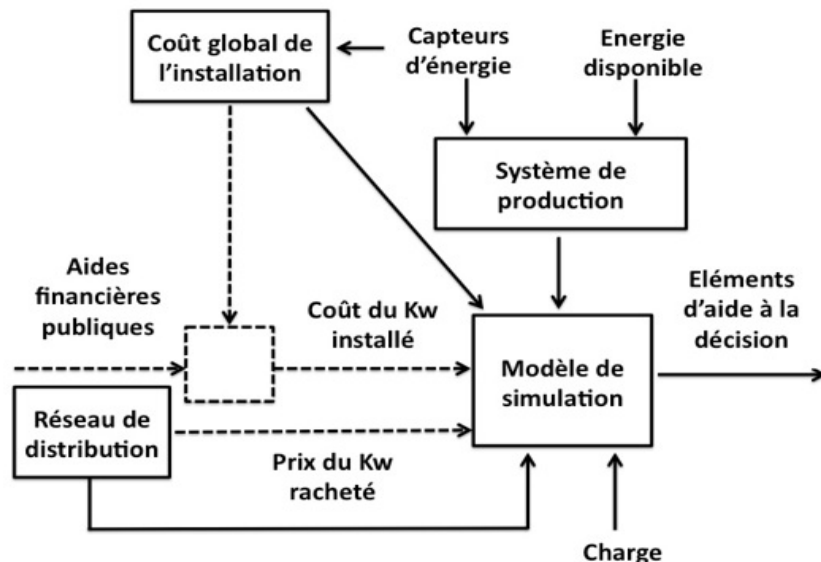 Coût global de
l'installation
Capteurs
d'énergie
Energie
disponible
Système de
production
Aides
financières
publiques
Coût du Kw
installé
Eléments
d'aide à la
décision
Modèle de
simulation
Réseau de
distribution
Prix du Kw
racheté
Charge